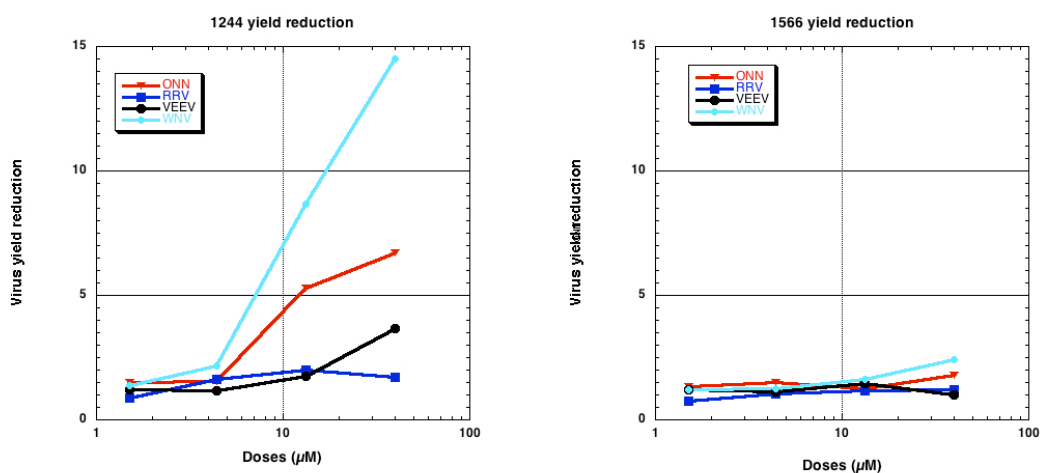 1244 yield reduction
15
10
5
0
Virus yield reduction
ONN
RRV
VEEV
WNV
1
10
100
Doses (µM)
1566 yield reduction
15
10
5
0
Virus yield reduction
ONN
RRV
VEEV
WNV
1
10
100
Doses (µM)